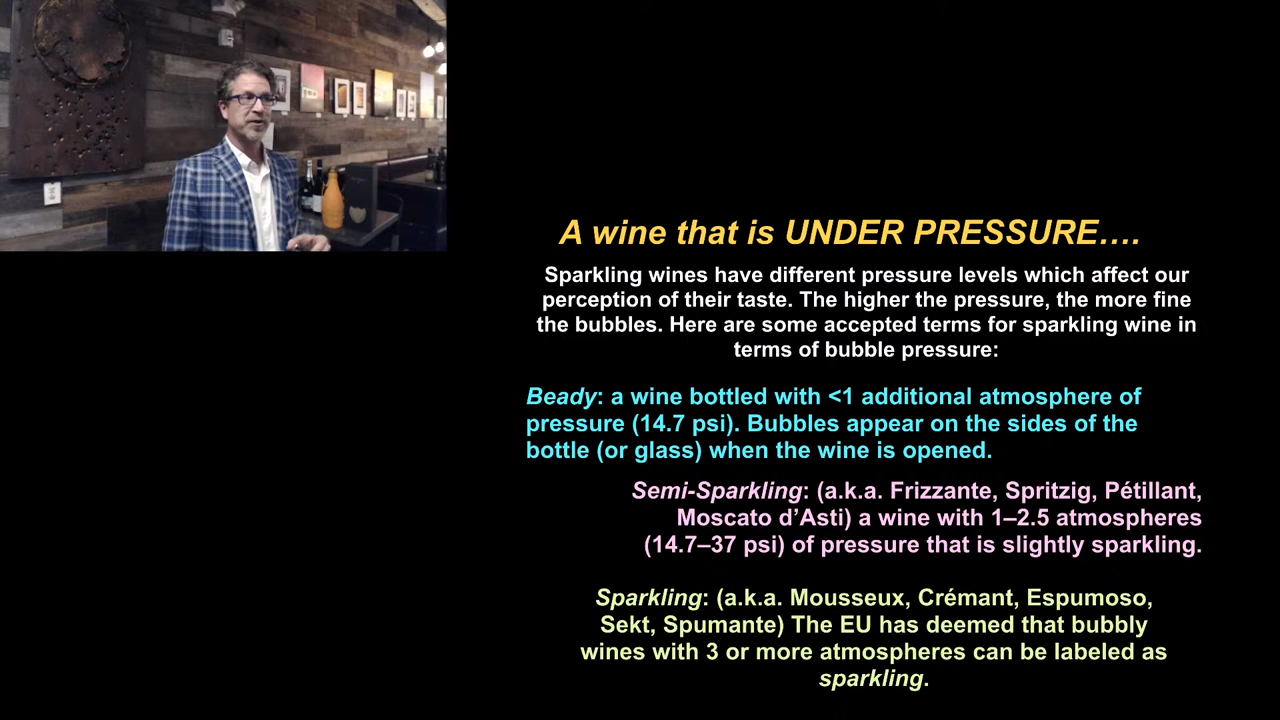 A wine that is UNDER PRESSURE….
Sparkling wines have different pressure levels which affect our
perception of their taste. The higher the pressure, the more fine
the bubbles. Here are some accepted terms for sparkling wine in
terms of bubble pressure:
Beady: a wine bottled with <1 additional atmosphere of
pressure (14.7 psi). Bubbles appear on the sides of the
bottle (or glass) when the wine is opened.
Semi-Sparkling: (a.k.a. Frizzante, Spritzig, Pétillant,
Moscato d’Asti) a wine with 1–2.5 atmospheres
(14.7–37 psi) of pressure that is slightly sparkling.
Sparkling: (a.k.a. Mousseux, Crémant, Espumoso,
Sekt, Spumante) The EU has deemed that bubbly
wines with 3 or more atmospheres can be labeled as
sparkling.